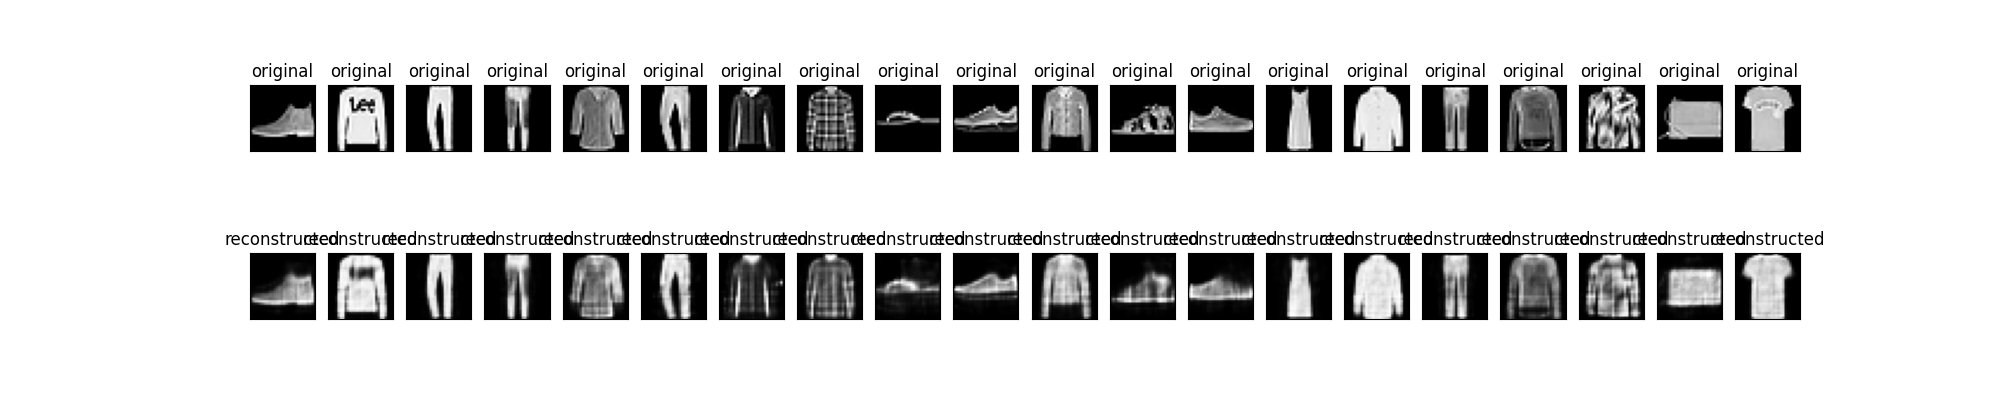 original original original original original original original original original original original original original original original original original original original original
Lee
reconstructed reconstructed reconstructed reconstructed reconstructed reconstructed reconstructed reconstructed reconstructed reconstructed reconstructed reconstructed reconstructed reconstructed reconstructed reconstructed reconstructed reconstructed reconstructed reconstructed